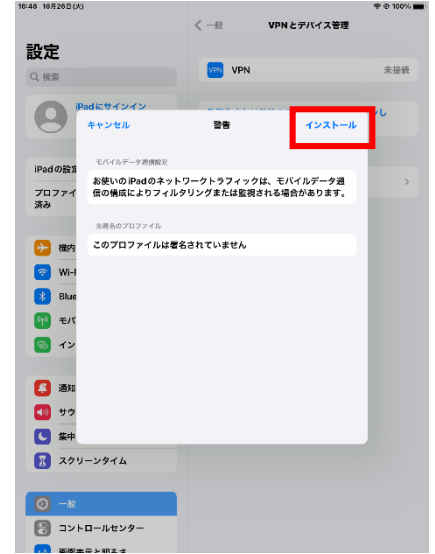 16:46 10月26日(火)
100%
設定
検索
iPadにサインイン
iPadの設定
プロファイ
済み
機内
Wi-F
Blue
モバ
イン
通知
サウ
集中
スクリーンタイム
一般
コントロールセンター
画面表示と明るさ
一般
VPNとデバイス管理
VPN VPN
未接続
キャンセル
警告
インストール
モバイルデータ通信設定
お使いのiPadのネットワークトラフィックは、モバイルデータ通
信の構成によりフィルタリングまたは監視される場合があります。
未署名のプロファイル
このプロファイルは署名されていません